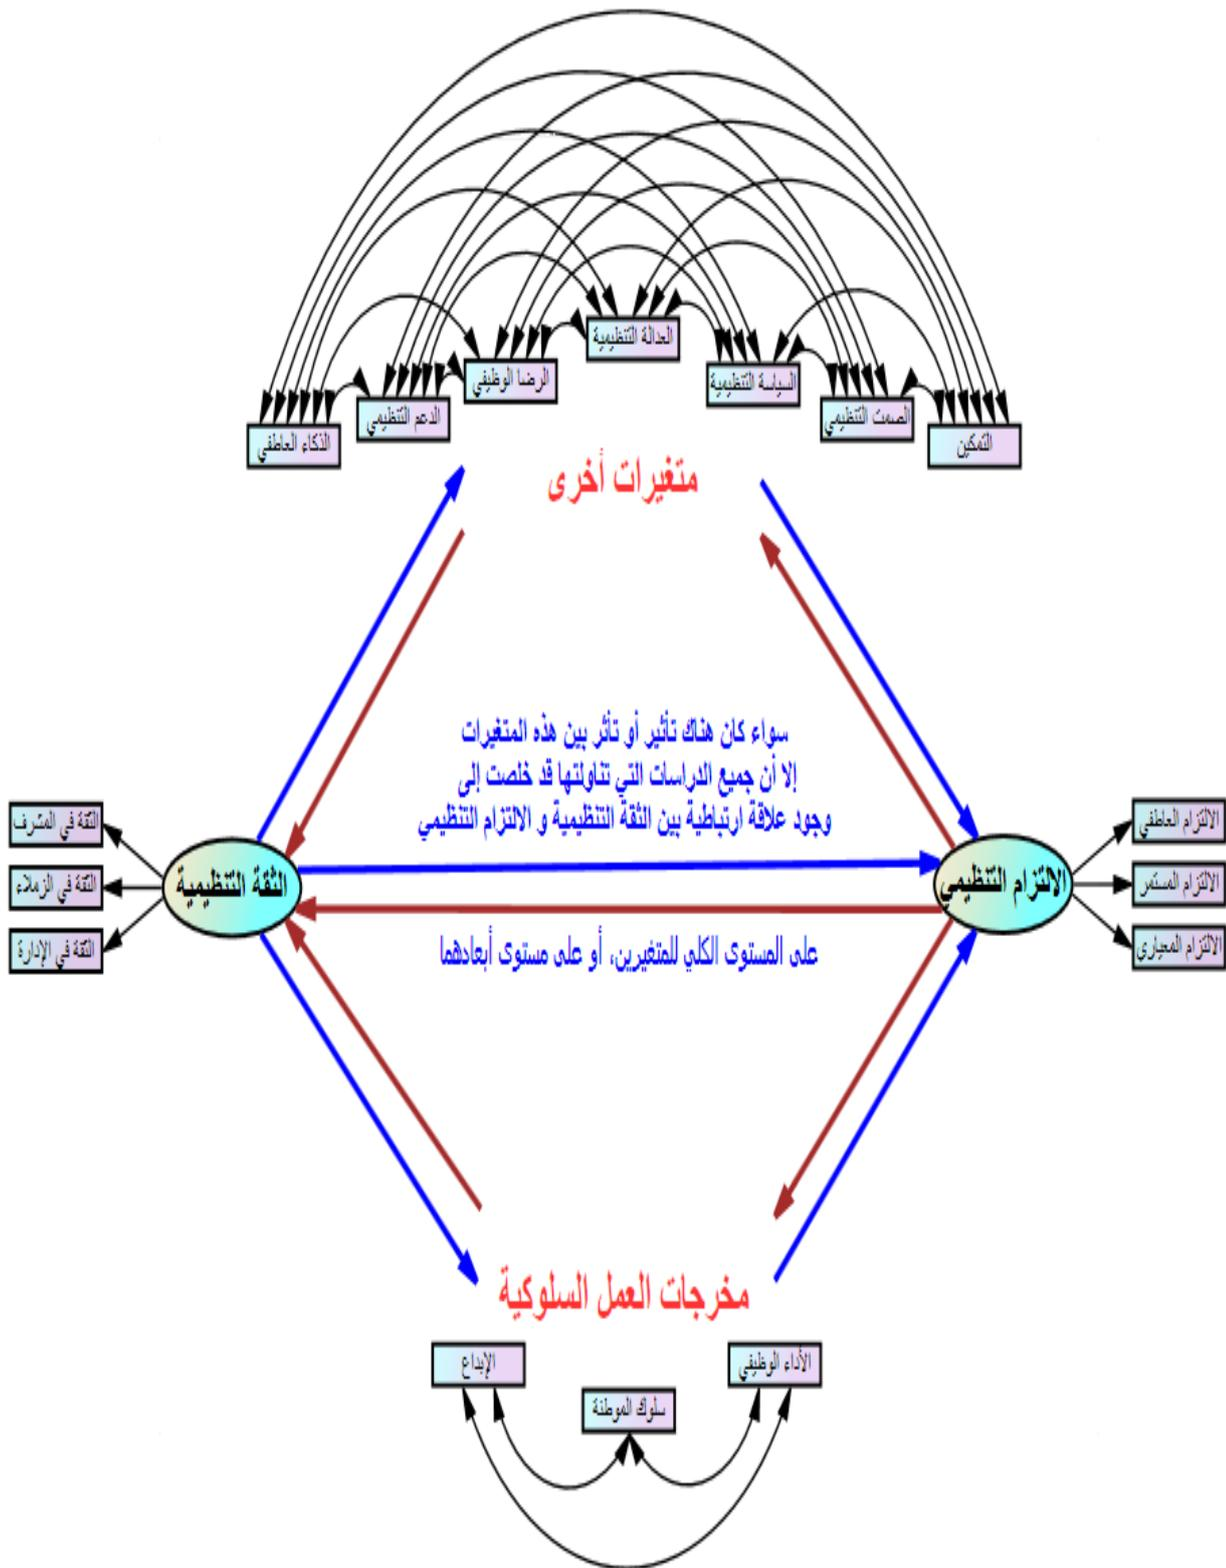 العدالة التنظيمية
السياسة التنظيمية
الرضا الوظيفي
الصمت التنظيمي
الدعم التنظيمي
التمكين
الذكاء العاطفي
متغيرات أخرى
سواء كان هناك تأثير أو تأثر بين هذه المتغيرات
إلا أن جميع الدراسات التي تناولتها قد خلصت إلى
وجود علاقة ارتباطية بين الثقة التنظيمية و الالتزام التنظيمي
الالتزام العاطفي
الالتزام المستمر
الالتزام المعياري
الالتزام التنظيمي
الثقة التنظيمية
الثقة في المشرف
الثقة في الزملاء
الثقة في الإدارة
على المستوى الكلي للمتغيرين، أو على مستوى أبعادهما
مخرجات العمل السلوكية
الأداء الوظيفي
الإبداع
سلوك الموطنة